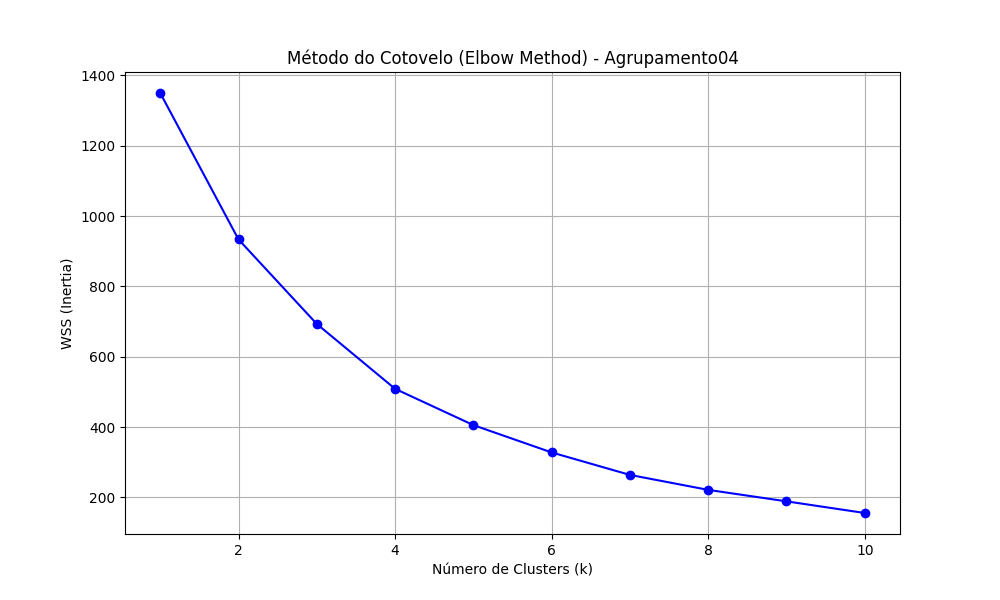 Método do Cotovelo (Elbow Method) - Agrupamento04
WSS (Inertia)
1400
1200
1000
800
600
400
200
2 4 6 8 10
Número de Clusters (k)